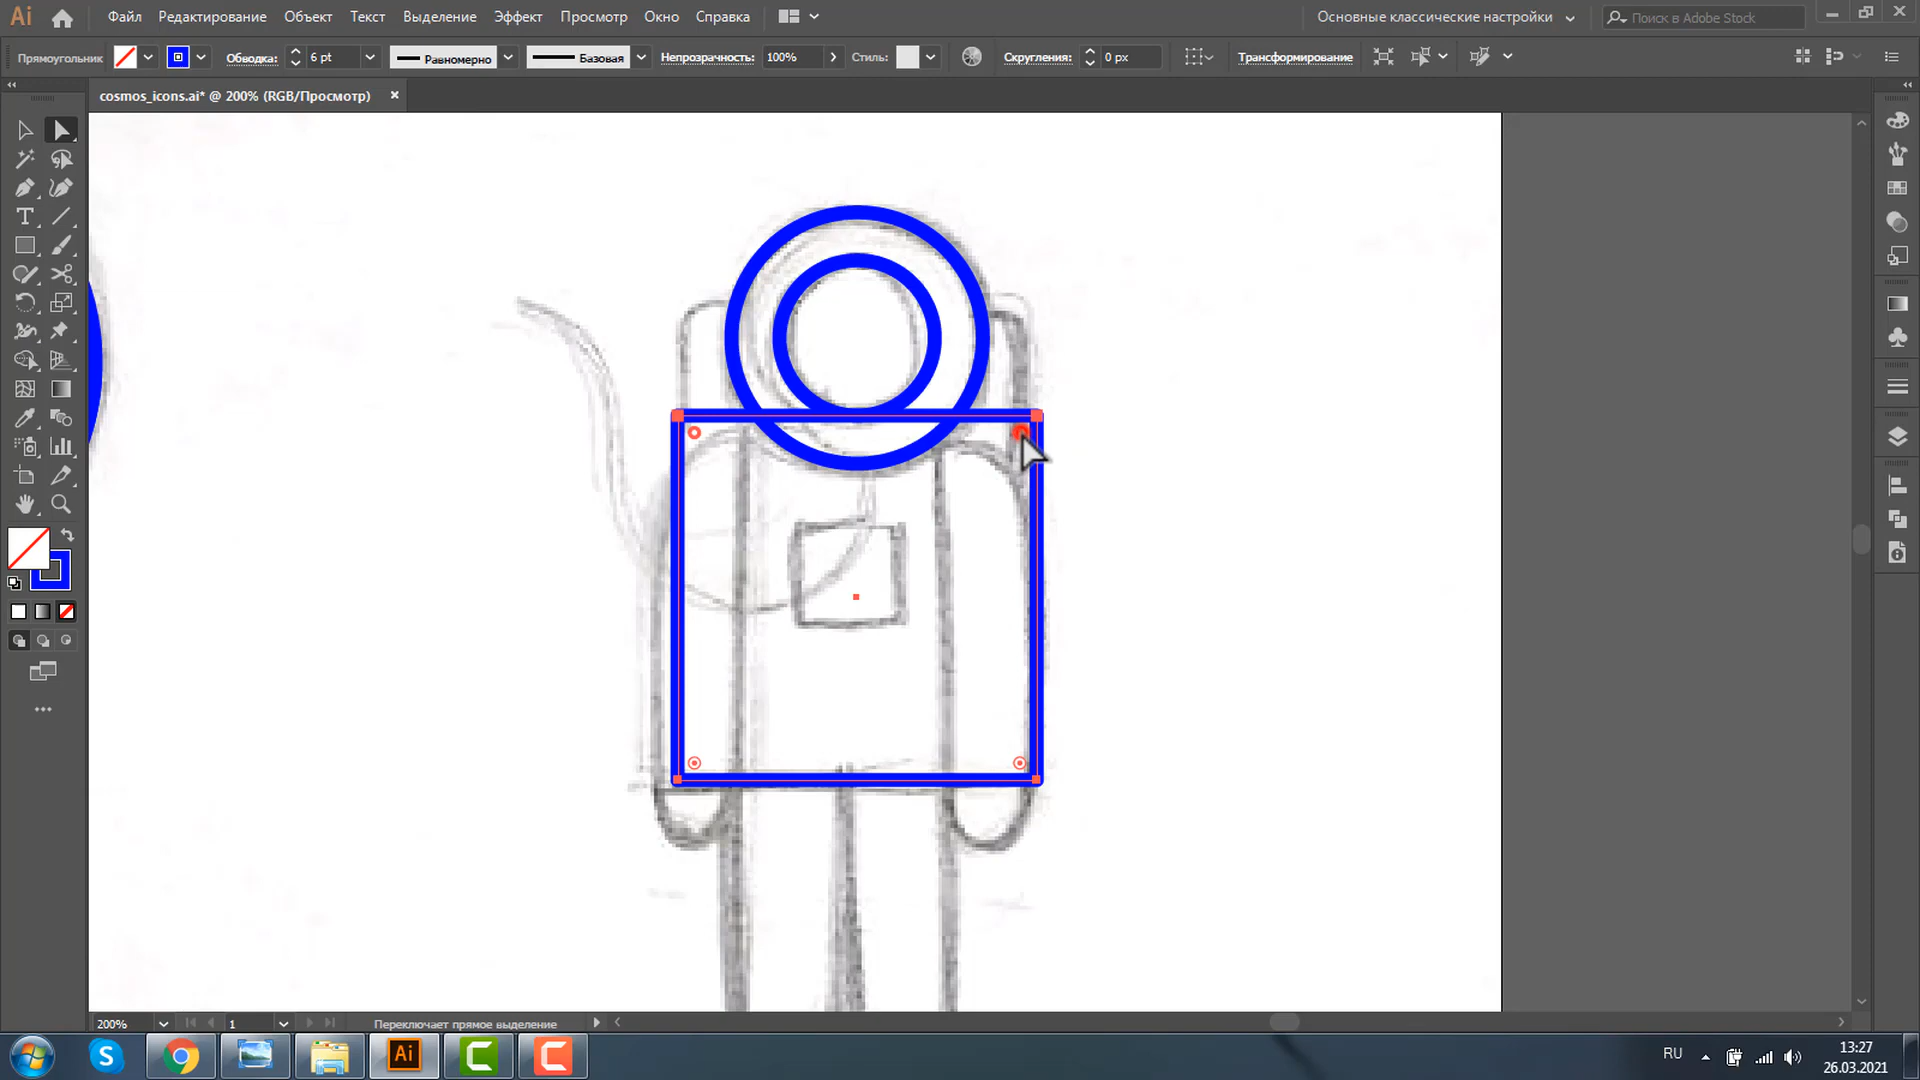 Ai Файл Редактирование Объект Текст Выделение Эффект Просмотр Окно Справка Основные классические настройки Поиск в Adobe Stock
Прямоугольник Обводка: 6 pt Равномерно Базовая Непрозрачность: 100% Стиль: Скругления: 0 px Трансформирование
cosmos_icons.ai* @ 200% (RGB/Просмотр)
200% 1 Переключает прямое выделение
Ai RU 13:27
26.03.2021